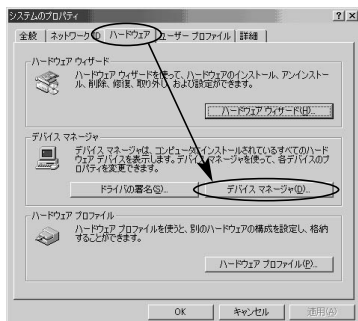 システムのプロパティ
全般 ネットワークID ハードウェア ユーザー プロファイル 詳細
ハードウェア ウィザード
ハードウェア ウィザードを使って、ハードウェアのインストール、アンインストー
ル、削除、修復、取り外し、および設定ができます。
ハードウェア ウィザード(H)...
デバイス マネージャ
デバイス マネージャは、コンピュータにインストールされているすべてのハード
ウェア デバイスを表示します。デバイス マネージャを使って、各デバイスのプ
ロパティを変更できます。
ドライバの署名(S)...
デバイス マネージャ(D)...
ハードウェア プロファイル
ハードウェア プロファイルを使うと、別のハードウェアの構成を設定し、格納
することができます。
ハードウェア プロファイル(P)...
OK キャンセル 適用(A)